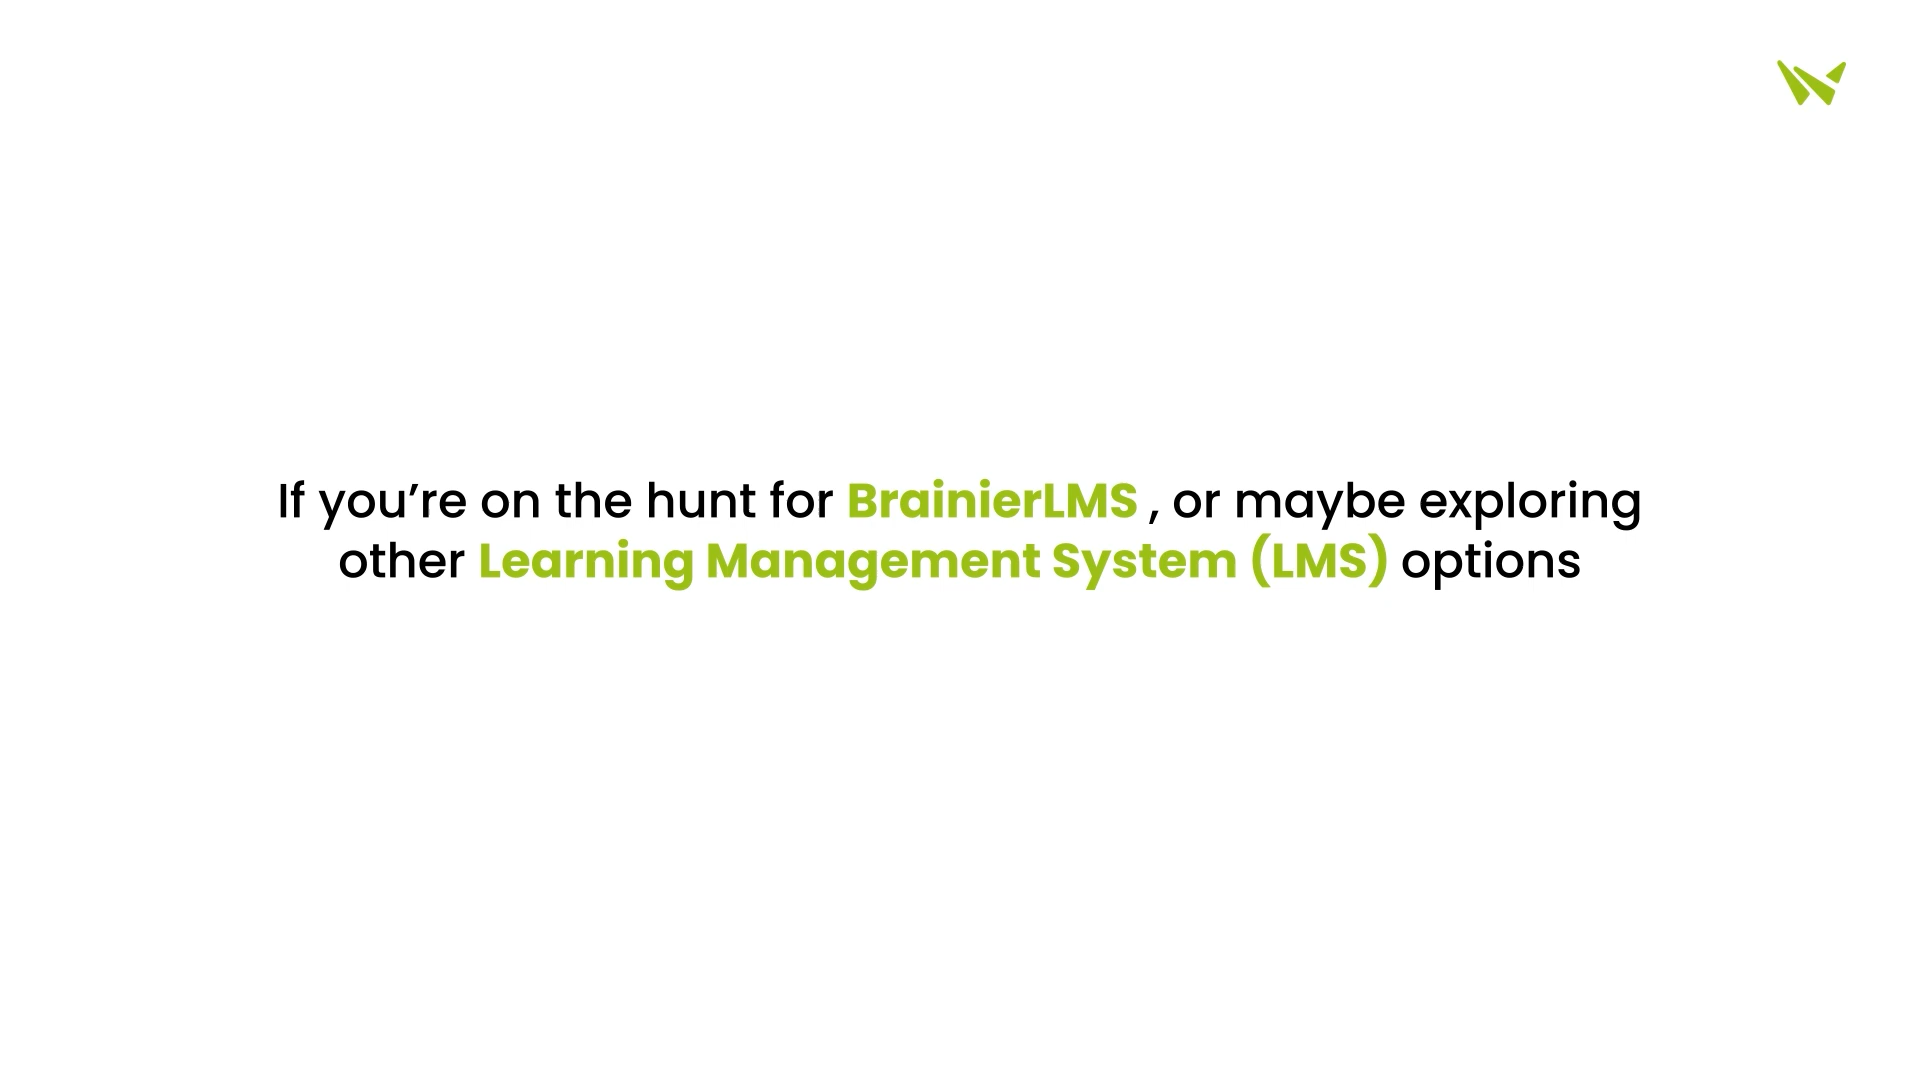 If you’re on the hunt for BrainierLMS , or maybe exploring
other Learning Management System (LMS) options